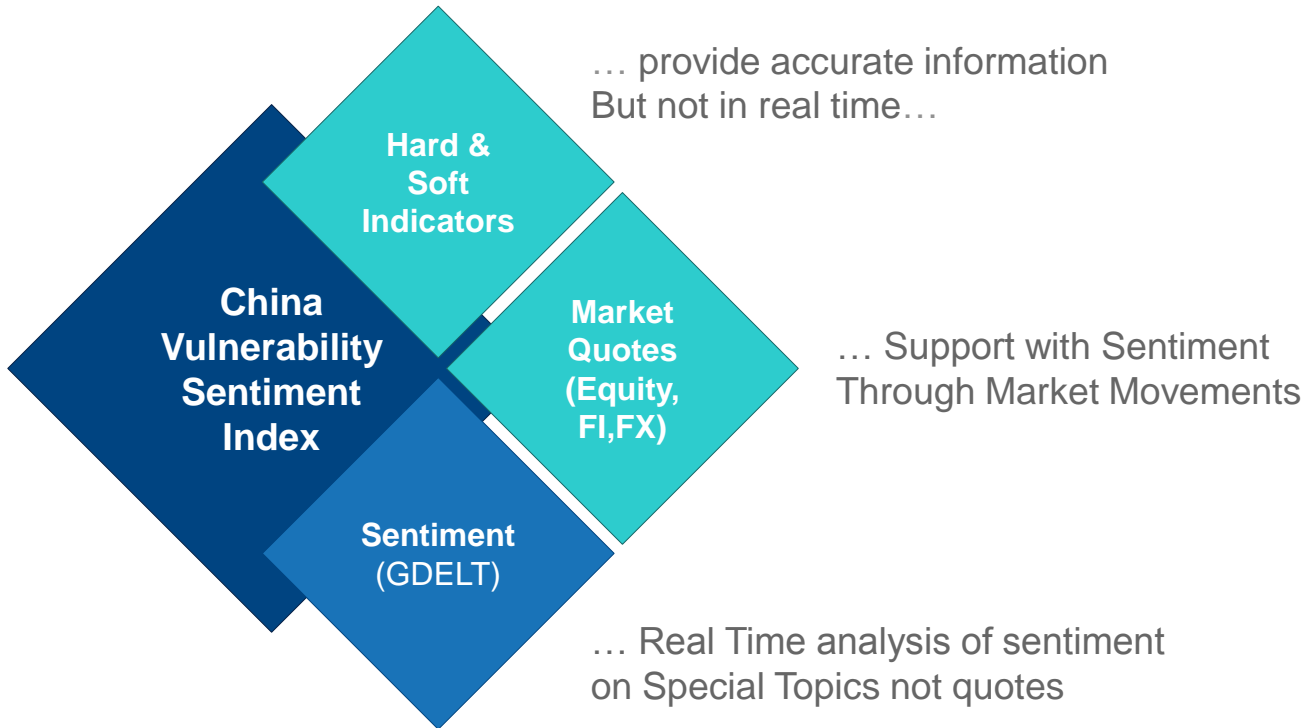 … provide accurate information
But not in real time…
Hard &
Soft
Indicators
China
Vulnerability
Sentiment
Index
Market
Quotes
(Equity,
FI,FX)
… Support with Sentiment
Through Market Movements
Sentiment
(GDELT)
… Real Time analysis of sentiment
on Special Topics not quotes